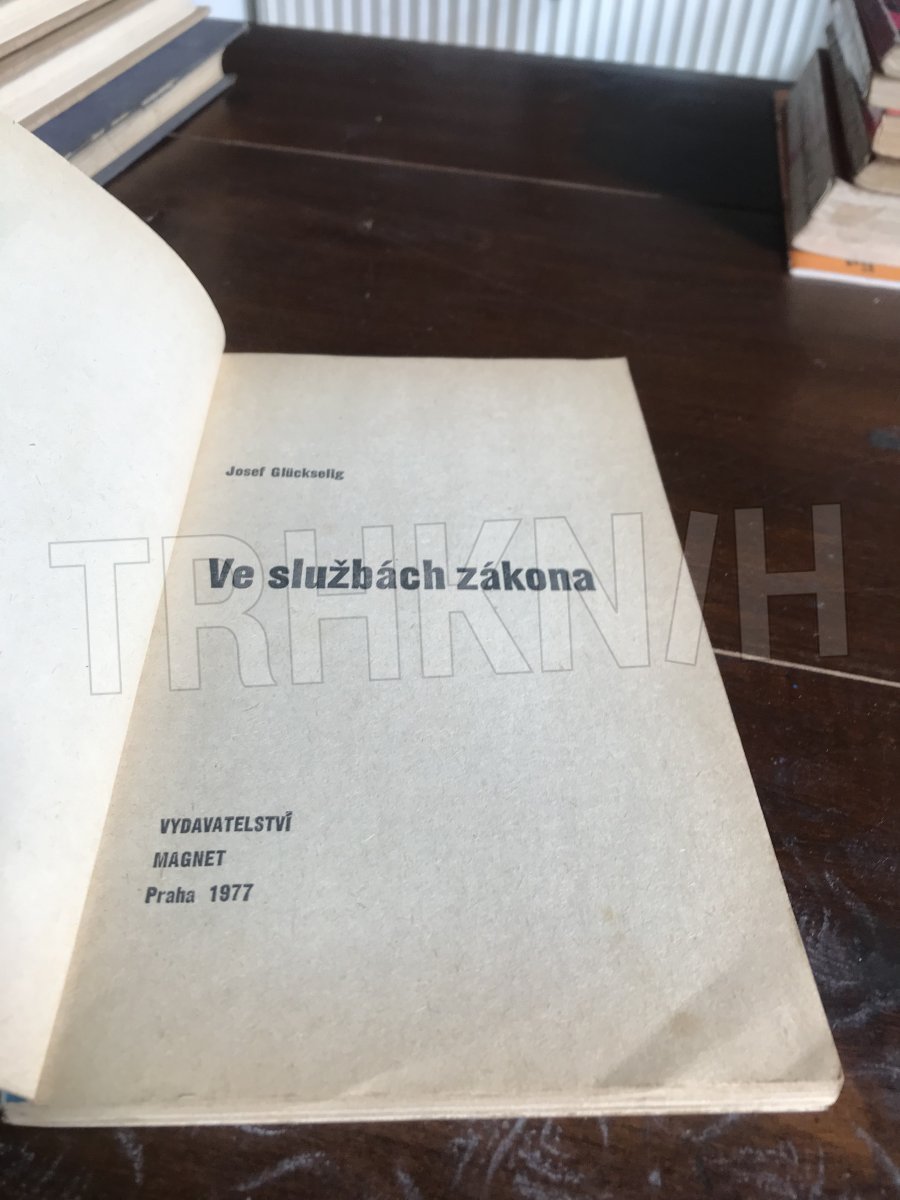 Josef Glückselig
Ve službách zákona
TRHKNIH
VYDAVATELSTVÍ
MAGNET
Praha 1977